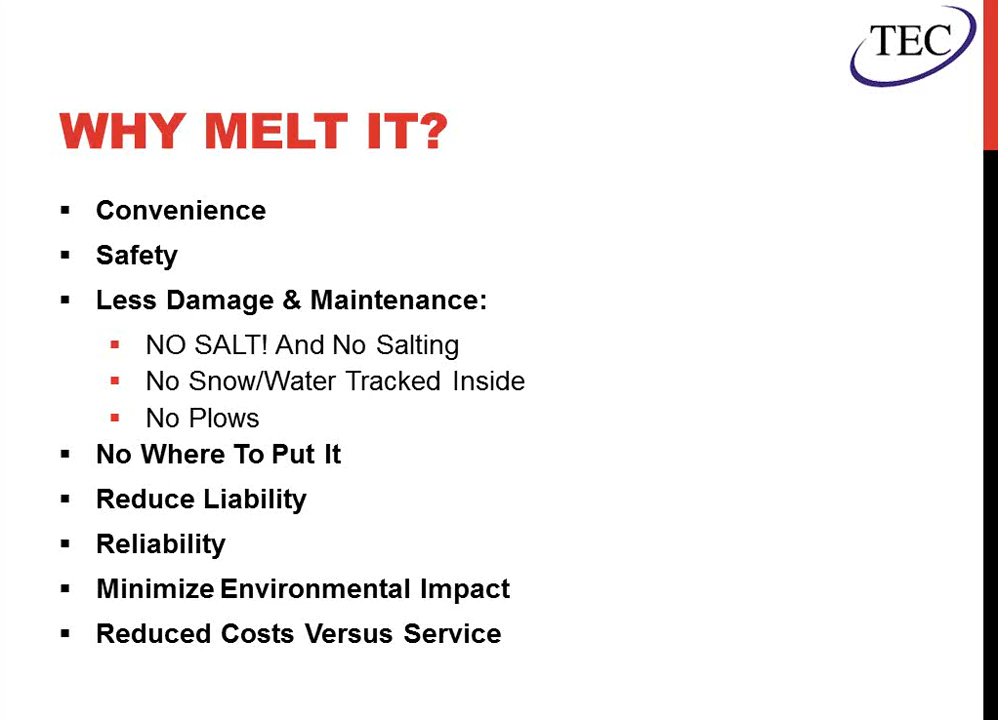 TEC
WHY MELT IT?
▪ Convenience
▪ Safety
▪ Less Damage & Maintenance:
▪ NO SALT! And No Salting
▪ No Snow/Water Tracked Inside
▪ No Plows
▪ No Where To Put It
▪ Reduce Liability
▪ Reliability
▪ Minimize Environmental Impact
▪ Reduced Costs Versus Service